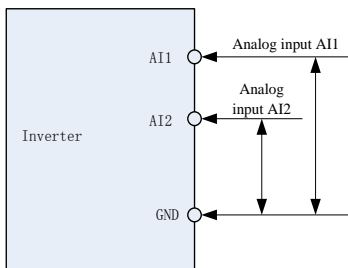 Analog input AI1
AI1
Analog
input AI2
AI2
Inverter
GND